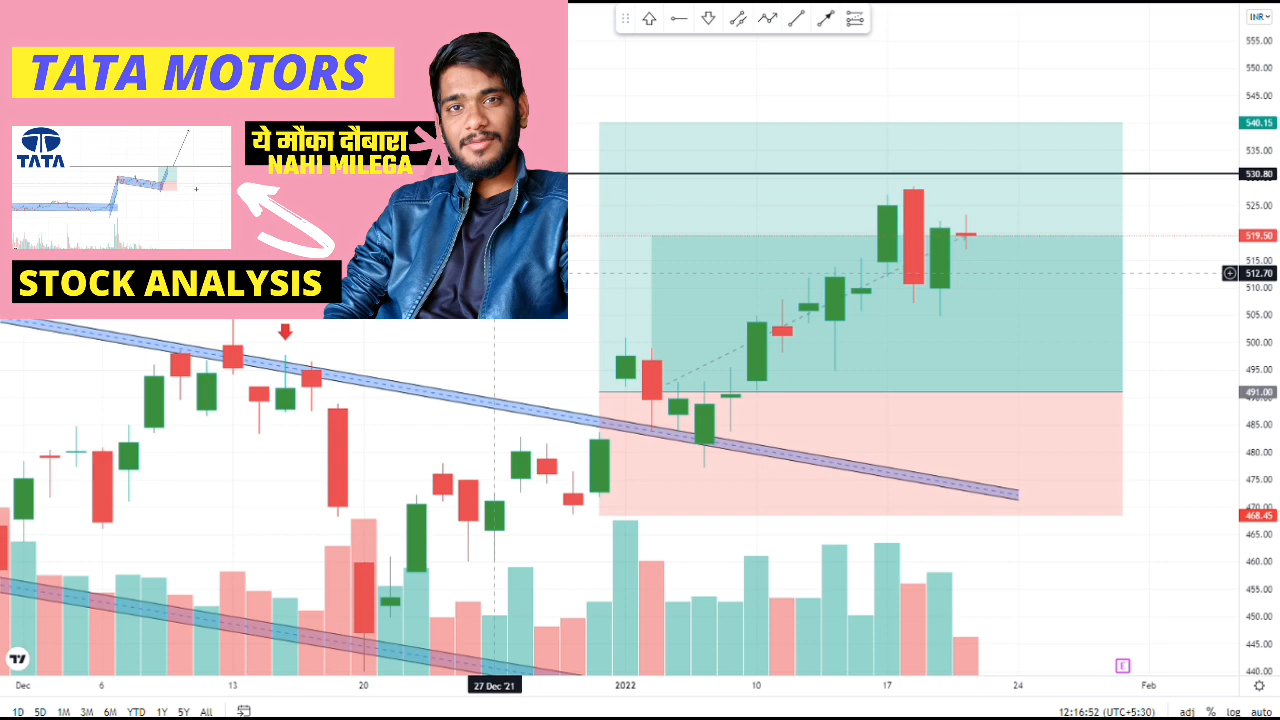 TATA MOTORS
TATA
ये मौका दौबारा
NAHI MILEGA
STOCK ANALYSIS
INR
555.00
550.00
545.00
540.15
535.00
530.80
525.00
519.50
515.00
512.70
510.00
505.00
500.00
495.00
491.00
485.00
480.00
475.00
468.45
465.00
460.00
455.00
450.00
445.00
440.00
E
Dec 6 13 20 27 Dec '21 2022 10 17 24 Feb
1D 5D 1M 3M 6M YTD 1Y 5Y All 12:16:52 (UTC+5:30) adj % log auto